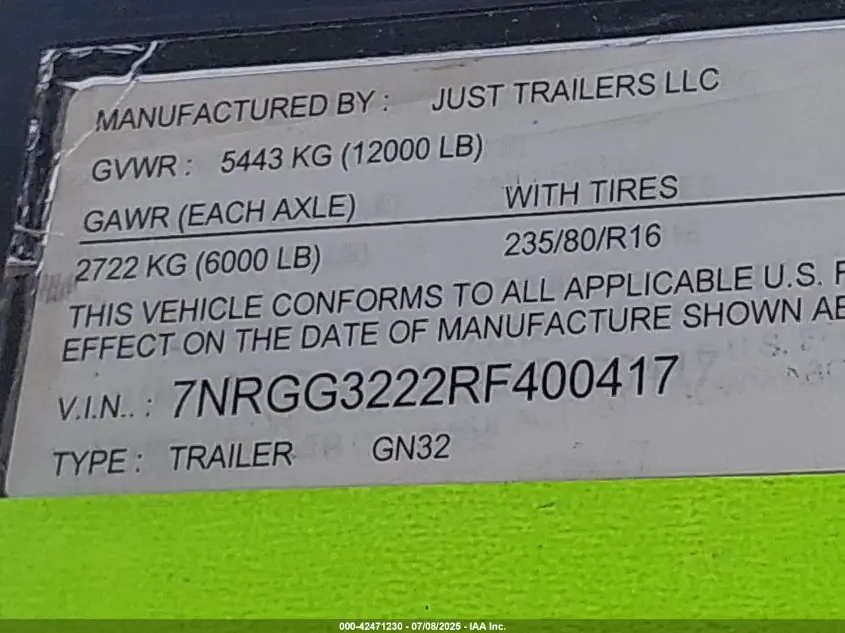 MANUFACTURED BY : JUST TRAILERS LLC
GVWR : 5443 KG (12000 LB)
GAWR (EACH AXLE) WITH TIRES
2722 KG (6000 LB) 235/80/R16
THIS VEHICLE CONFORMS TO ALL APPLICABLE U.S. F
EFFECT ON THE DATE OF MANUFACTURE SHOWN AB
V.I.N.. : 7NRGG3222RF400417
TYPE : TRAILER GN32
000-42471230 - 07/08/2025 - IAA Inc.